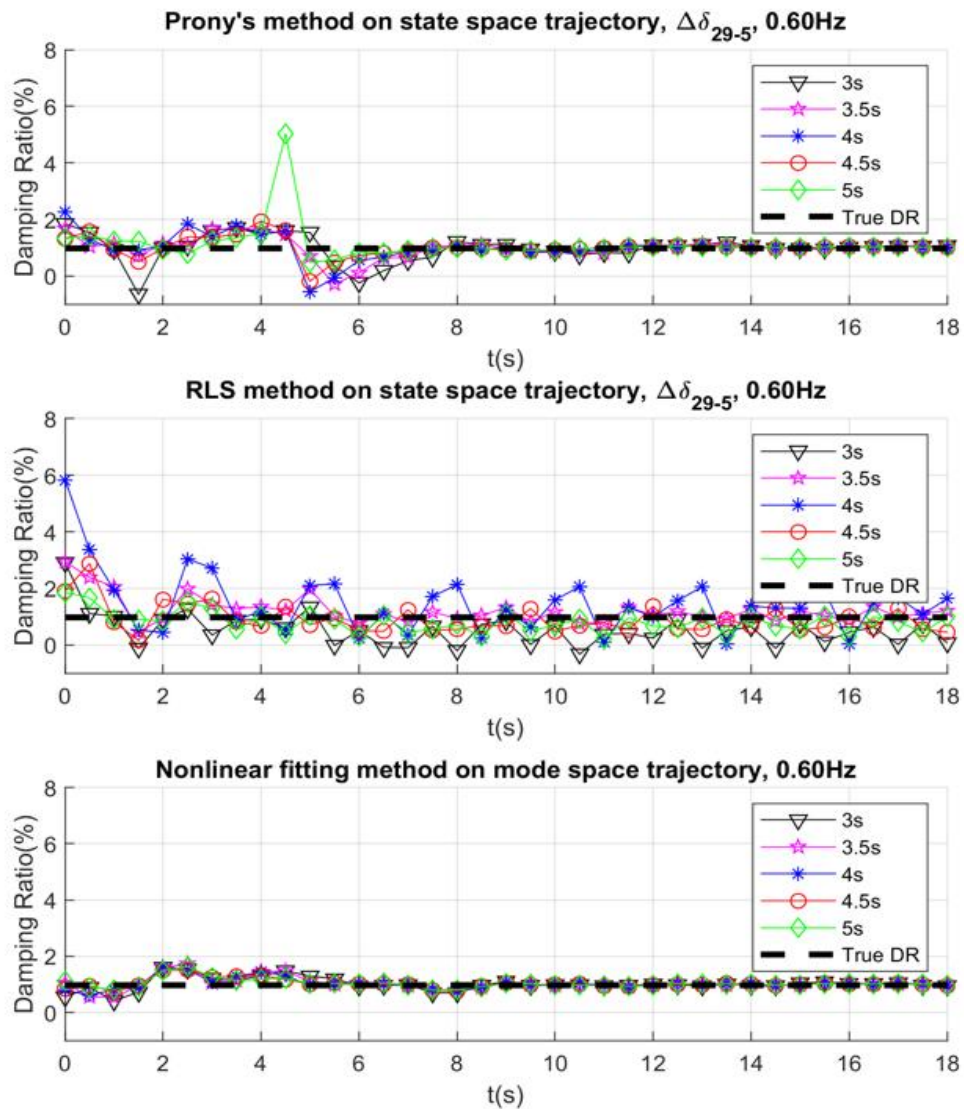 Prony's method on state space trajectory, Δδ29-5, 0.60Hz
Damping Ratio(%)
8
6
4
2
0
0 2 4 6 8 10 12 14 16 18
t(s)
3s
3.5s
4s
4.5s
5s
True DR
RLS method on state space trajectory, Δδ29-5, 0.60Hz
Damping Ratio(%)
8
6
4
2
0
0 2 4 6 8 10 12 14 16 18
t(s)
3s
3.5s
4s
4.5s
5s
True DR
Nonlinear fitting method on mode space trajectory, 0.60Hz
Damping Ratio(%)
8
6
4
2
0
0 2 4 6 8 10 12 14 16 18
t(s)
3s
3.5s
4s
4.5s
5s
True DR